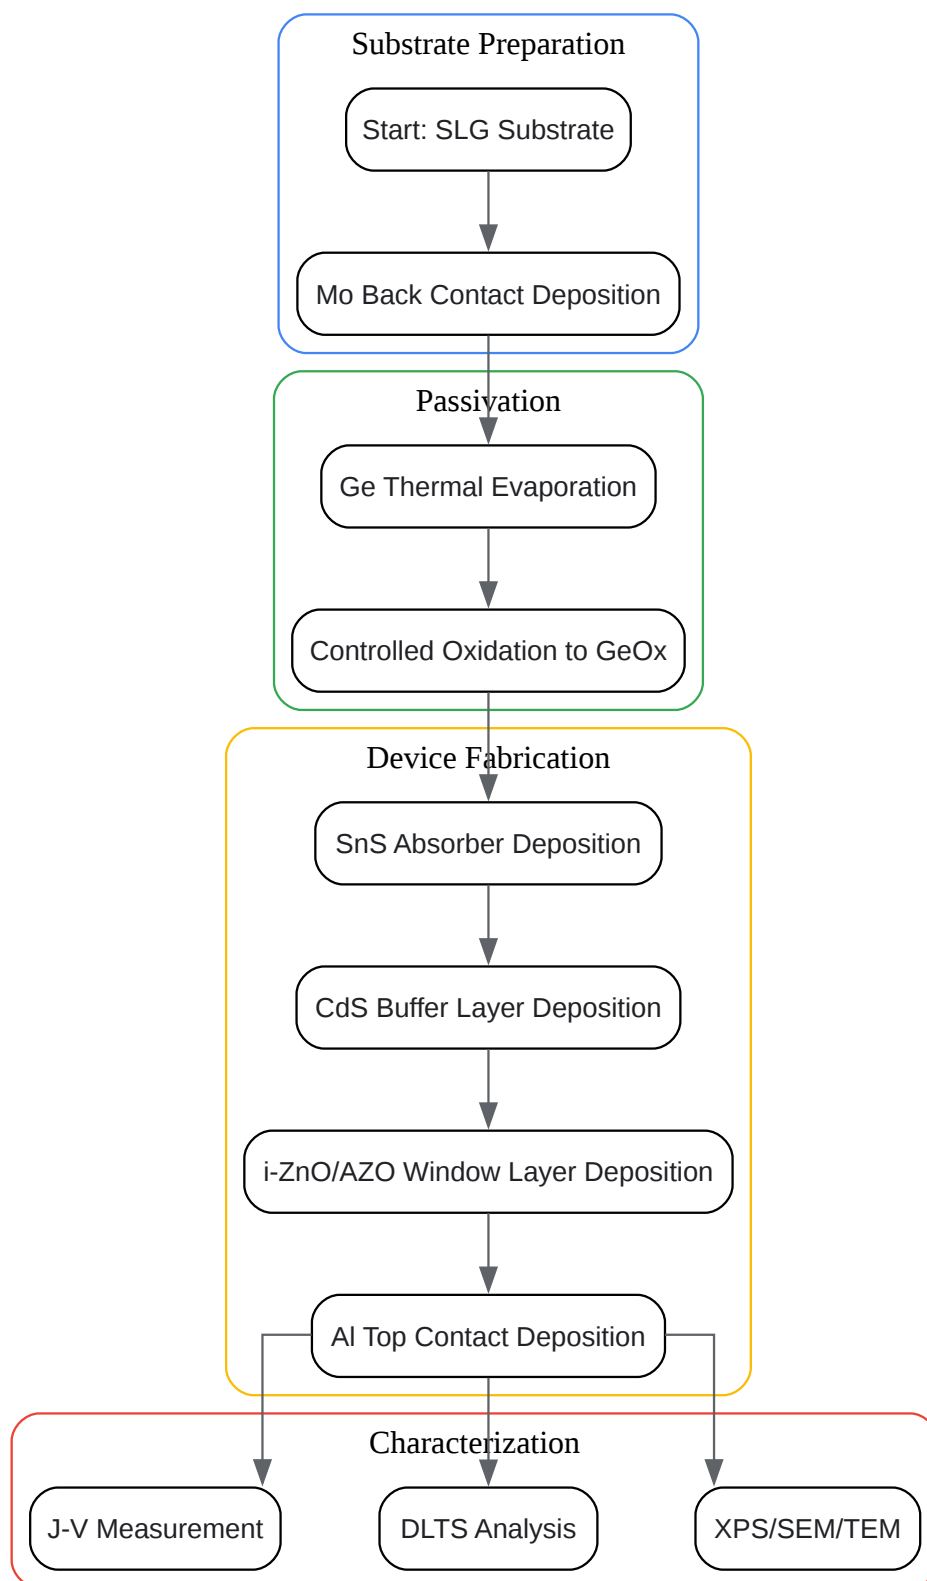 Substrate Preparation
Start: SLG Substrate
Mo Back Contact Deposition
Passivation
Ge Thermal Evaporation
Controlled Oxidation to GeOx
Device Fabrication
SnS Absorber Deposition
CdS Buffer Layer Deposition
i-ZnO/AZO Window Layer Deposition
Al Top Contact Deposition
Characterization
J-V Measurement
DLTS Analysis
XPS/SEM/TEM